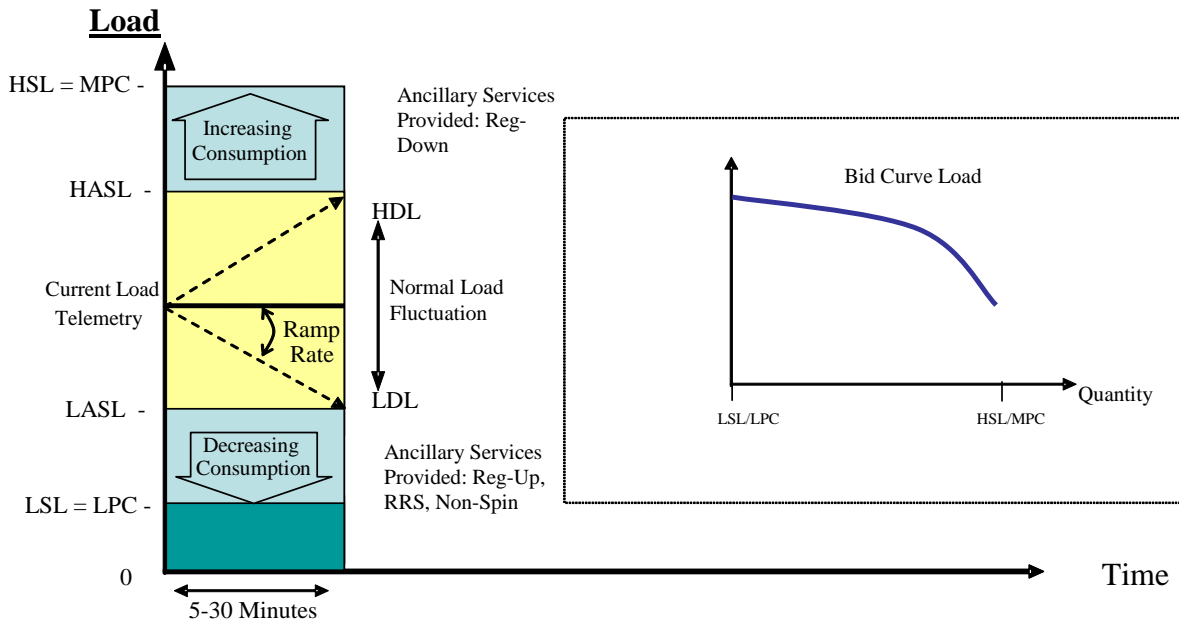 Load
HSL = MPC -
Increasing
Consumption
Ancillary Services
Provided: Reg-
Down
HASL -
HDL
Current Load
Telemetry
Ramp
Rate
Normal Load
Fluctuation
LASL -
LDL
Decreasing
Consumption
Ancillary Services
Provided: Reg-Up,
RRS, Non-Spin
LSL = LPC -
0
5-30 Minutes
Time
Bid Curve Load
Quantity
LSL/LPC
HSL/MPC